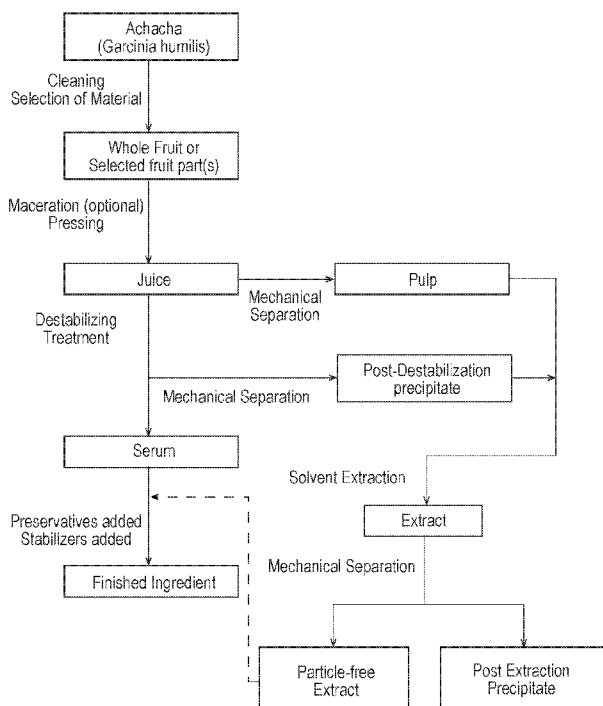 Achacha
(Garcinia humilis)
Cleaning
Selection of Material
Whole Fruit or
Selected fruit part(s)
Maceration (optional)
Pressing
Juice
Mechanical
Separation
Pulp
Destabilizing
Treatment
Mechanical Separation
Post-Destabilization
precipitate
Serum
Solvent Extraction
Extract
Preservatives added
Stabilizers added
Mechanical Separation
Finished Ingredient
Particle-free
Extract
Post Extraction
Precipitate